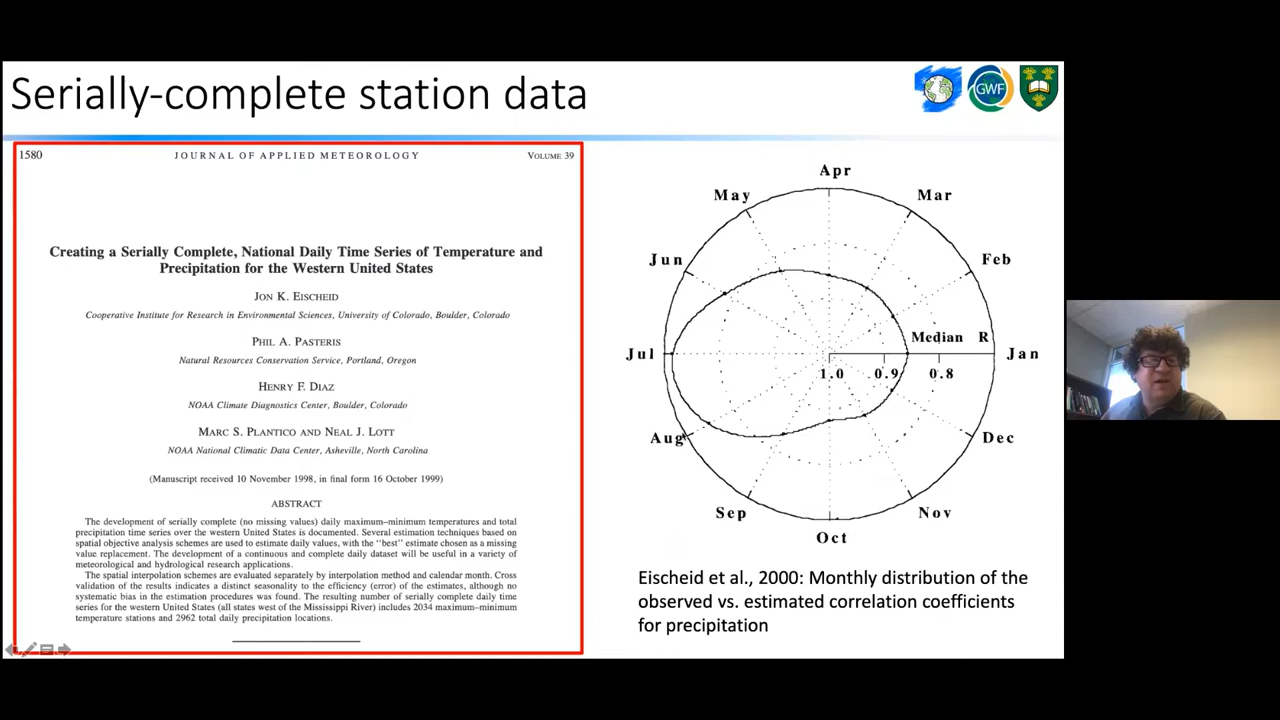 Serially-complete station data
GWF
1580
JOURNAL OF APPLIED METEOROLOGY
VOLUME 39
Creating a Serially Complete, National Daily Time Series of Temperature and
Precipitation for the Western United States
JON K. EISCHEID
Cooperative Institute for Research in Environmental Sciences, University of Colorado, Boulder, Colorado
PHIL A. PASTERIS
Natural Resources Conservation Service, Portland, Oregon
HENRY F. DIAZ
NOAA Climate Diagnostics Center, Boulder, Colorado
MARC S. PLANTICO AND NEAL J. LOTT
NOAA National Climatic Data Center, Asheville, North Carolina
(Manuscript received 10 November 1998, in final form 16 October 1999)
ABSTRACT
The development of serially complete (no missing values) daily maximum–minimum temperatures and total
precipitation time series over the western United States is documented. Several estimation techniques based on
spatial objective analysis schemes are used to estimate daily values, with the "best" estimate chosen as a missing
value replacement. The development of a continuous and complete daily dataset will be useful in a variety of
meteorological and hydrological research applications.
The spatial interpolation schemes are evaluated separately by interpolation method and calendar month. Cross
validation of the results indicates a distinct seasonality to the efficiency (error) of the estimates, although no
systematic bias in the estimation procedures was found. The resulting number of serially complete daily time
series for the western United States (all states west of the Mississippi River) includes 2034 maximum–minimum
temperature stations and 2962 total daily precipitation locations.
Apr
May
Mar
Jun
Feb
Median R
Jul
Jan
1.0
0.9
0.8
Aug
Dec
Sep
Nov
Oct
Eischeid et al., 2000: Monthly distribution of the
observed vs. estimated correlation coefficients
for precipitation